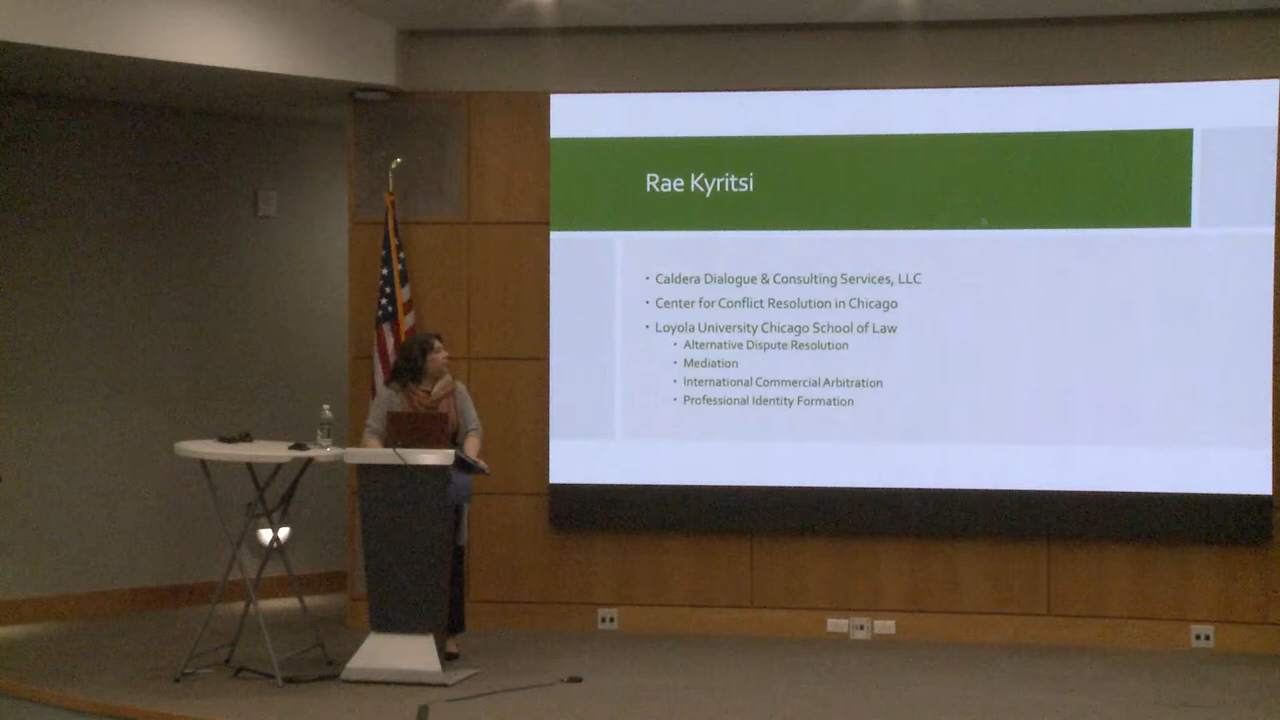 Rae Kyritsi
• Caldera Dialogue & Consulting Services, LLC
• Center for Conflict Resolution in Chicago
• Loyola University Chicago School of Law
• Alternative Dispute Resolution
• Mediation
• International Commercial Arbitration
• Professional Identity Formation